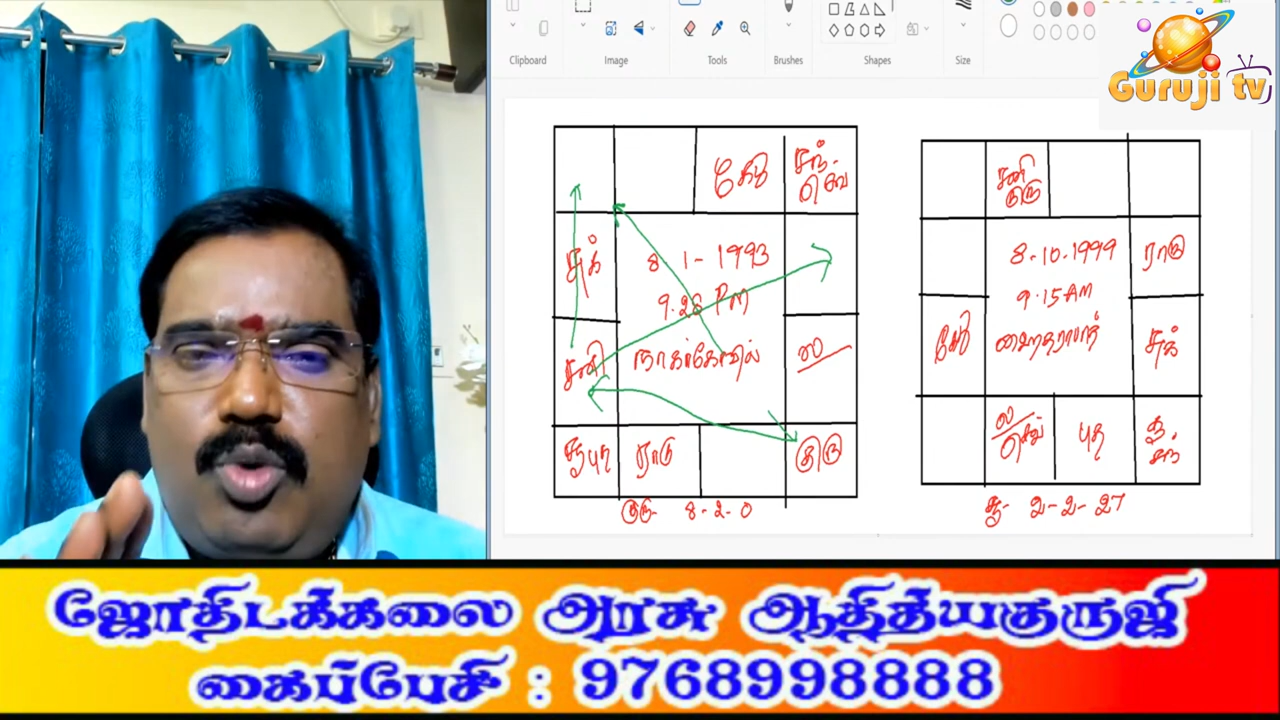 Clipboard
Image
Tools
Brushes
Shapes
Size
Guruji tv
கேது
சந்
செவ்
சுக்
8 1- 1993
9.28 PM
நாகர்கோவில்
சனி
ல
சூ புத
ராகு
குரு
குரு- 8-2-0
சனி
குரு
8-10-1999
9.15 AM
ஹைதராபாத்
ராகு
கேது
சுக்
ல
செவ்
புத
சூ
சந்
சூ- 2-2-27
ஜோதிடக்கலை அரசு ஆதித்யகுருஜி
கைப்பேசி : 9768998888